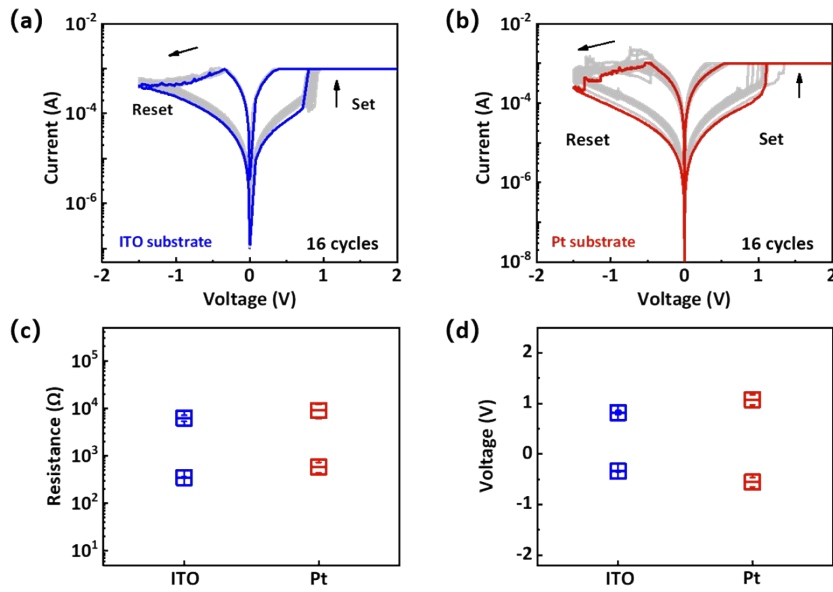 (a)
10⁻²
10⁻⁴
10⁻⁶
Current (A)
Reset
Set
ITO substrate
16 cycles
-2
-1
0
1
2
Voltage (V)
(b)
10⁻²
10⁻⁴
10⁻⁶
10⁻⁸
Current (A)
Reset
Set
Pt substrate
16 cycles
-2
-1
0
1
2
Voltage (V)
(c)
10⁵
10⁴
10³
10²
10¹
Resistance (Ω)
ITO
Pt
(d)
2
1
0
-1
-2
Voltage (V)
ITO
Pt